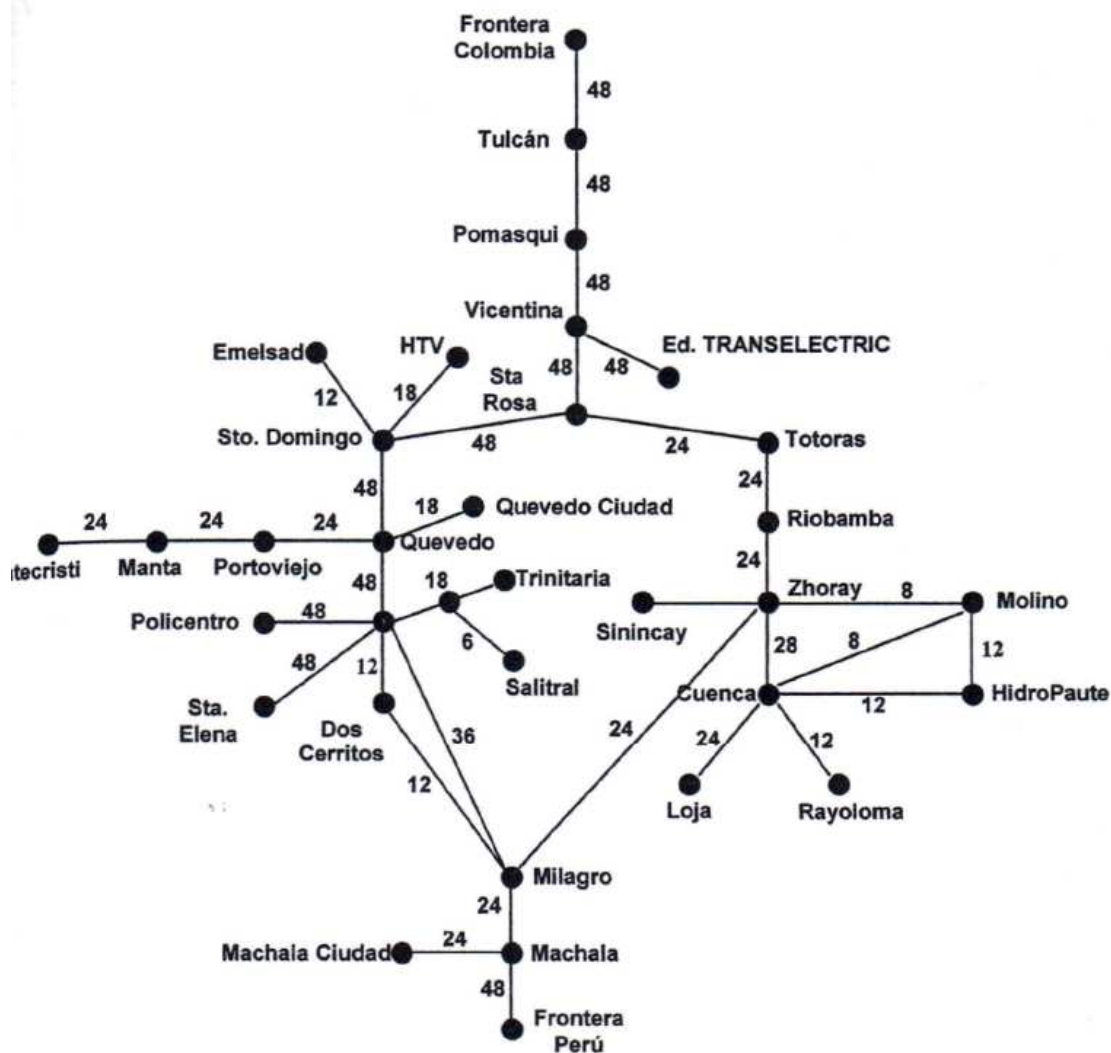 Frontera
Colombia
48
Tulcán
48
Pomasqui
48
Vicentina
Emelsad
HTV
Ed. TRANSELECTRIC
48
48
12
18
Sta
Rosa
Sto. Domingo
48
24
Totoras
48
24
18
Quevedo Ciudad
24
24
24
Riobamba
Quevedo
tecristi
Manta
Portoviejo
48
18
Trinitaria
24
Policentro
48
Zhoray
8
Molino
Sinincay
6
48
12
28
8
12
Salitral
Cuenca
HidroPaute
12
Sta.
Elena
Dos
Cerritos
36
24
24
12
12
Loja
Rayoloma
Milagro
24
Machala Ciudad
24
Machala
48
Frontera
Perú